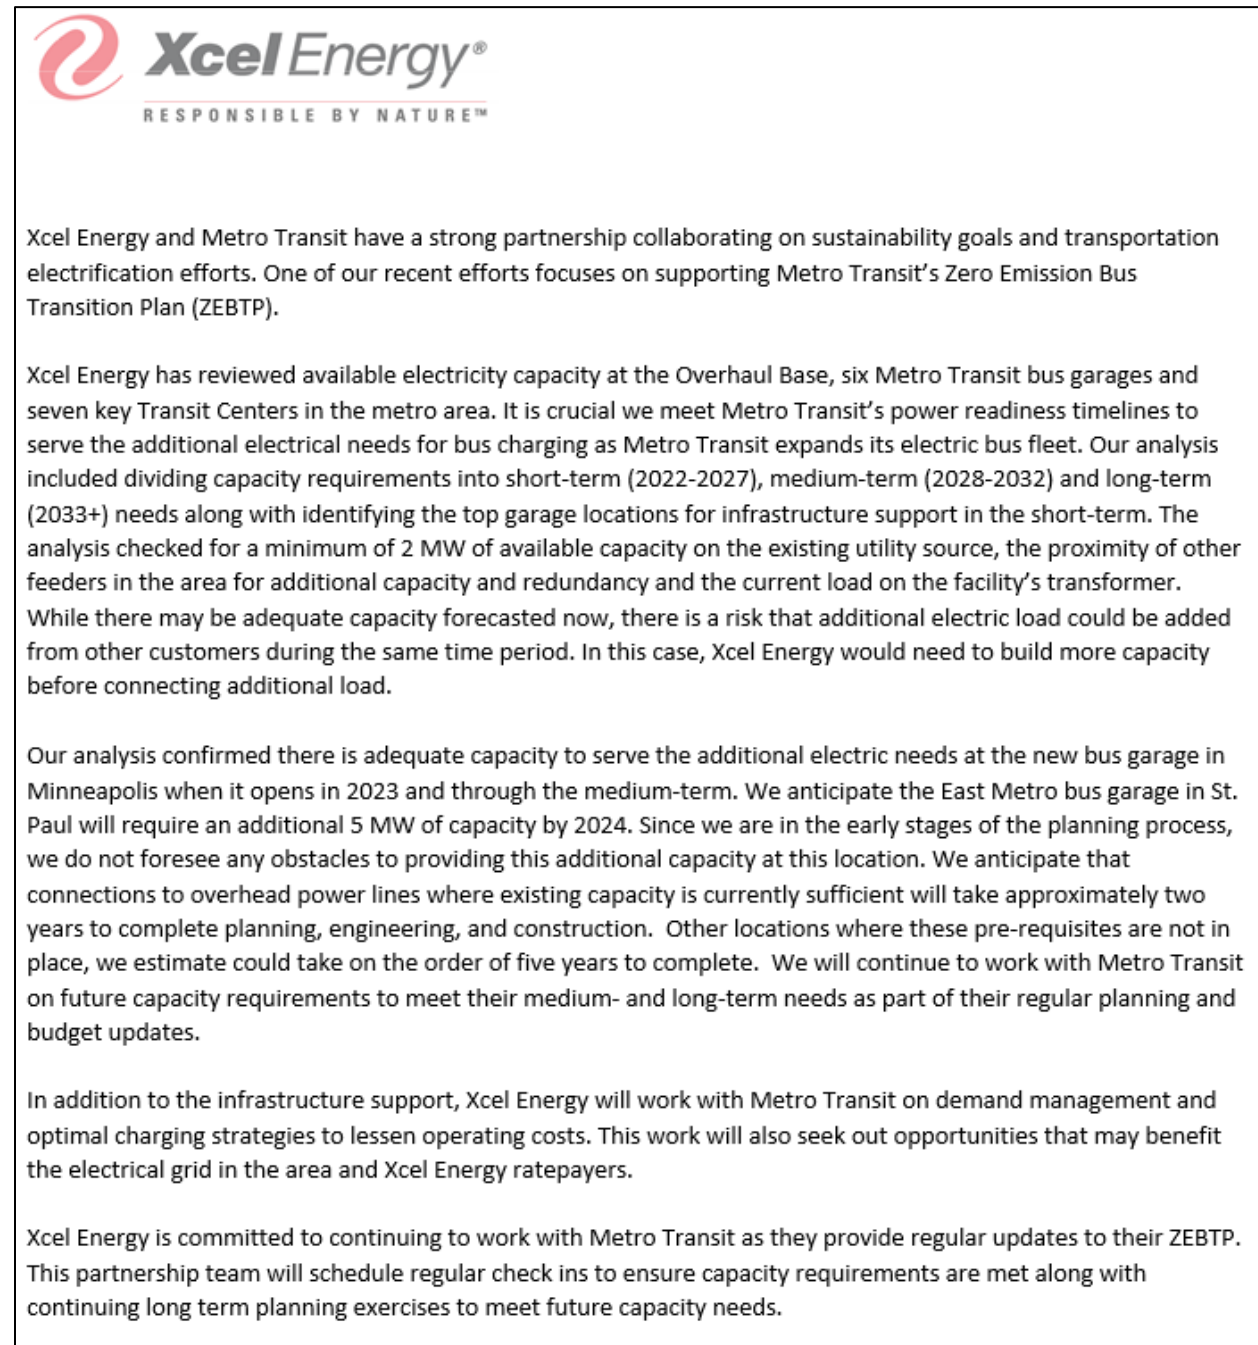 Xcel Energy®
RESPONSIBLE BY NATURE™
Xcel Energy and Metro Transit have a strong partnership collaborating on sustainability goals and transportation
electrification efforts. One of our recent efforts focuses on supporting Metro Transit’s Zero Emission Bus
Transition Plan (ZEBTP).
Xcel Energy has reviewed available electricity capacity at the Overhaul Base, six Metro Transit bus garages and
seven key Transit Centers in the metro area. It is crucial we meet Metro Transit’s power readiness timelines to
serve the additional electrical needs for bus charging as Metro Transit expands its electric bus fleet. Our analysis
included dividing capacity requirements into short-term (2022-2027), medium-term (2028-2032) and long-term
(2033+) needs along with identifying the top garage locations for infrastructure support in the short-term. The
analysis checked for a minimum of 2 MW of available capacity on the existing utility source, the proximity of other
feeders in the area for additional capacity and redundancy and the current load on the facility’s transformer.
While there may be adequate capacity forecasted now, there is a risk that additional electric load could be added
from other customers during the same time period. In this case, Xcel Energy would need to build more capacity
before connecting additional load.
Our analysis confirmed there is adequate capacity to serve the additional electric needs at the new bus garage in
Minneapolis when it opens in 2023 and through the medium-term. We anticipate the East Metro bus garage in St.
Paul will require an additional 5 MW of capacity by 2024. Since we are in the early stages of the planning process,
we do not foresee any obstacles to providing this additional capacity at this location. We anticipate that
connections to overhead power lines where existing capacity is currently sufficient will take approximately two
years to complete planning, engineering, and construction.  Other locations where these pre-requisites are not in
place, we estimate could take on the order of five years to complete.  We will continue to work with Metro Transit
on future capacity requirements to meet their medium- and long-term needs as part of their regular planning and
budget updates.
In addition to the infrastructure support, Xcel Energy will work with Metro Transit on demand management and
optimal charging strategies to lessen operating costs. This work will also seek out opportunities that may benefit
the electrical grid in the area and Xcel Energy ratepayers.
Xcel Energy is committed to continuing to work with Metro Transit as they provide regular updates to their ZEBTP.
This partnership team will schedule regular check ins to ensure capacity requirements are met along with
continuing long term planning exercises to meet future capacity needs.